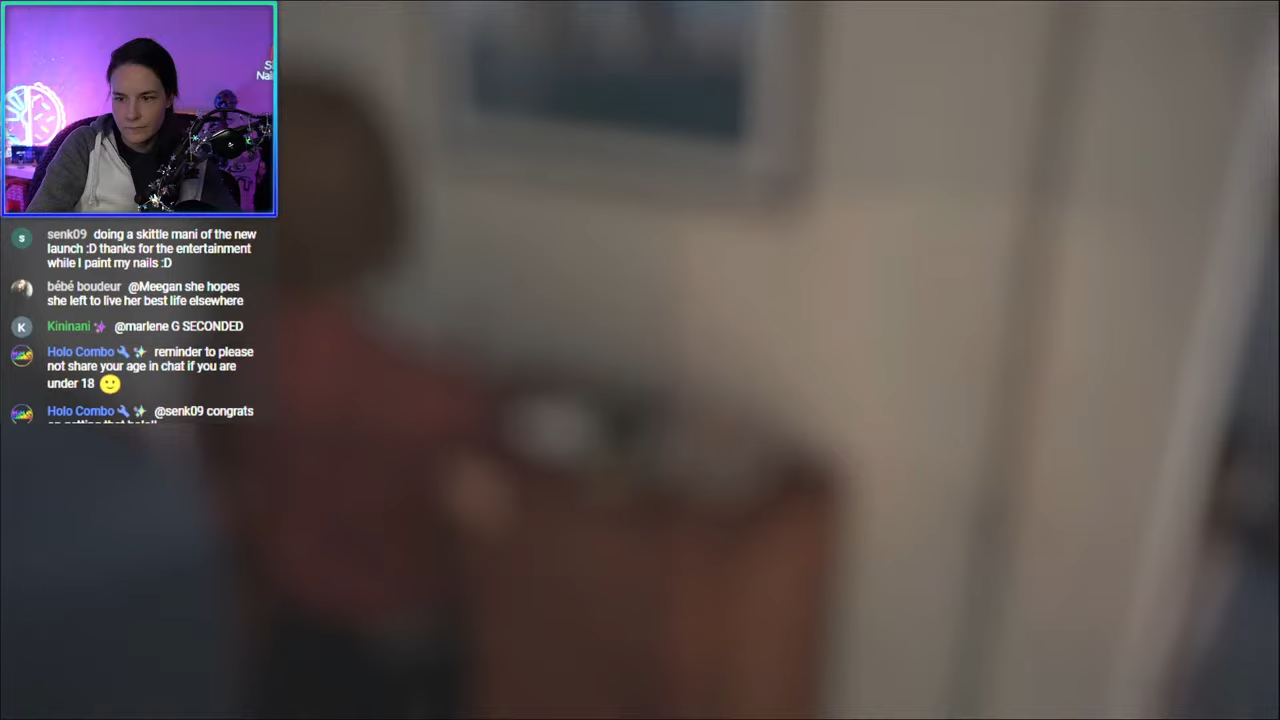 S
Nai
senk09 doing a skittle mani of the new
launch :D thanks for the entertainment
while I paint my nails :D
bébé boudeur @Meegan she hopes
she left to live her best life elsewhere
K
Kininani @marlene G SECONDED
Holo Combo reminder to please
not share your age in chat if you are
under 18
Holo Combo @senk09 congrats